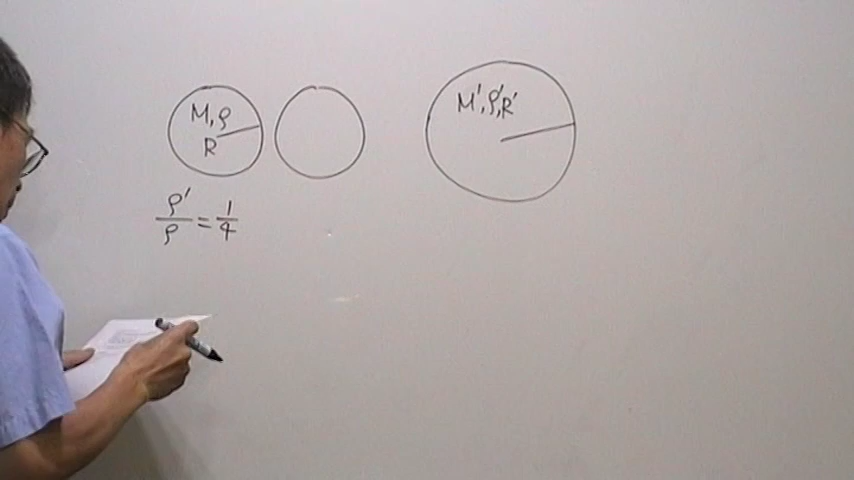 M, ρ
R
M', ρ', R'
ρ'/ρ = 1/4